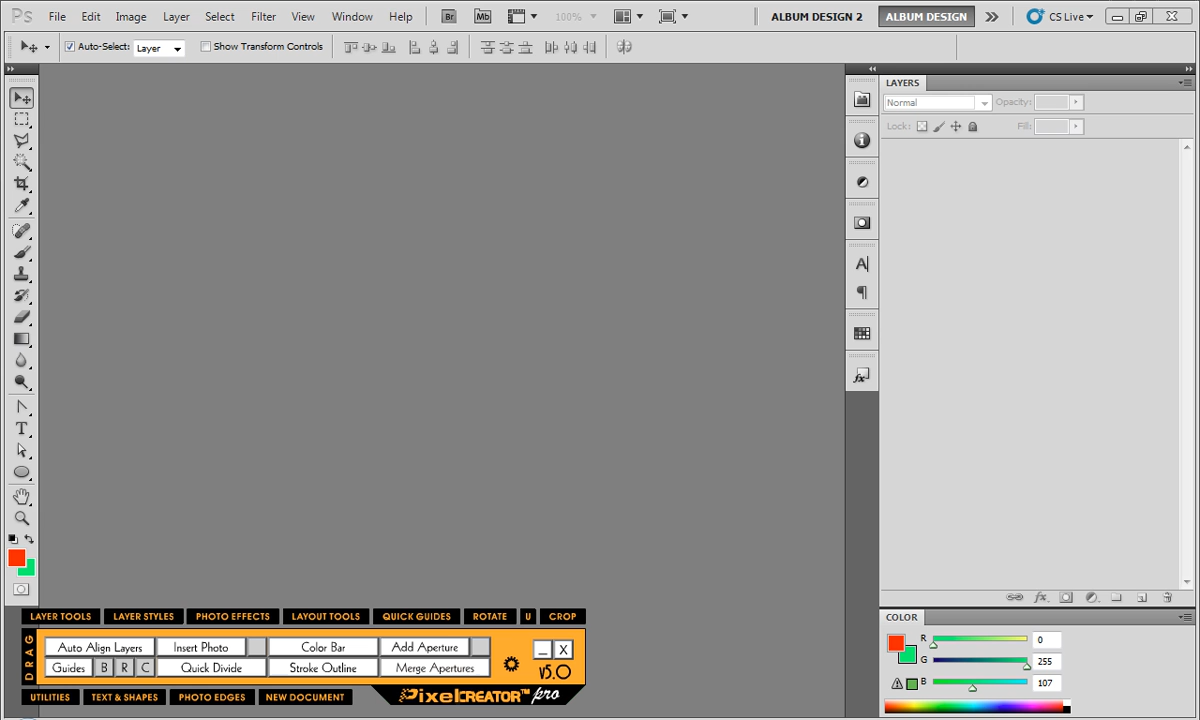 Ps File Edit Image Layer Select Filter View Window Help Br Mb 100% ALBUM DESIGN 2 ALBUM DESIGN CS Live
Auto-Select: Layer Show Transform Controls
LAYERS
Normal Opacity:
Lock: Fill:
A
T
fx
fx.
LAYER TOOLS LAYER STYLES PHOTO EFFECTS LAYOUT TOOLS QUICK GUIDES ROTATE U CROP
DRAG
Auto Align Layers Insert Photo Color Bar Add Aperture _ X
Guides B R C Quick Divide Stroke Outline Merge Apertures v5.0
UTILITIES TEXT & SHAPES PHOTO EDGES NEW DOCUMENT PixelCREATOR™ pro
COLOR
R 0
G 255
B 107